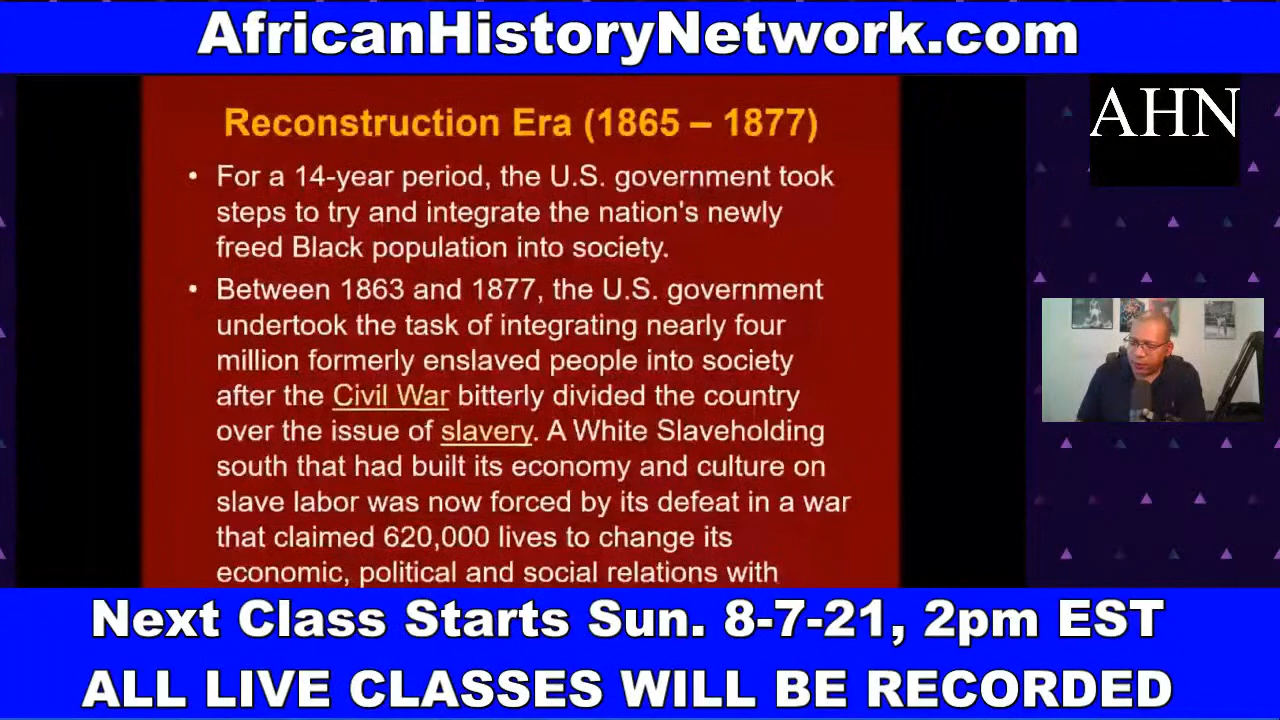 AfricanHistoryNetwork.com
AHN
Reconstruction Era (1865 – 1877)
• For a 14-year period, the U.S. government took
steps to try and integrate the nation's newly
freed Black population into society.
• Between 1863 and 1877, the U.S. government
undertook the task of integrating nearly four
million formerly enslaved people into society
after the Civil War bitterly divided the country
over the issue of slavery. A White Slaveholding
south that had built its economy and culture on
slave labor was now forced by its defeat in a war
that claimed 620,000 lives to change its
economic, political and social relations with
Next Class Starts Sun. 8-7-21, 2pm EST
ALL LIVE CLASSES WILL BE RECORDED